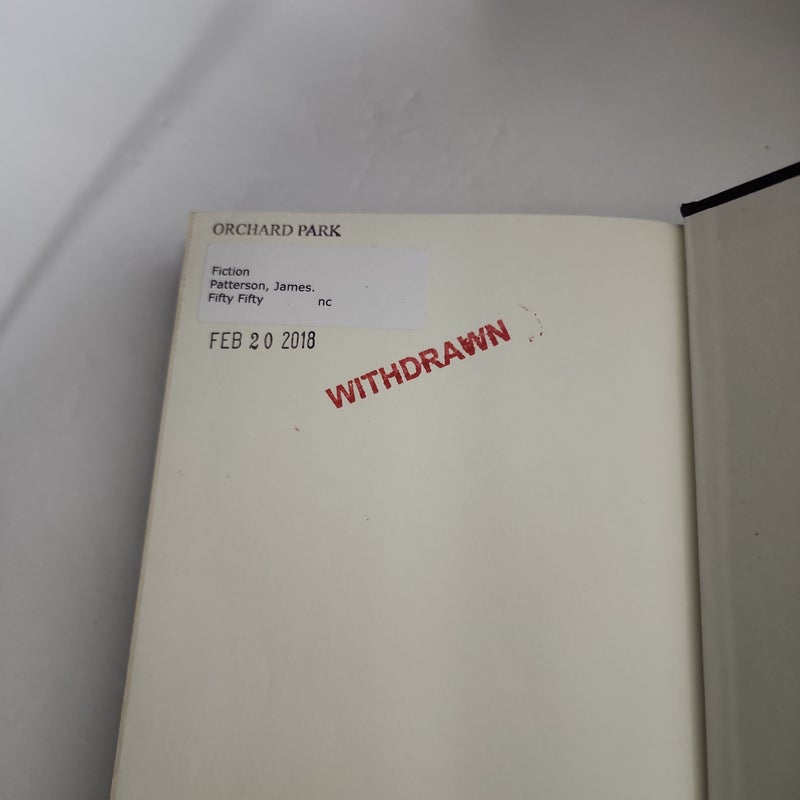 ORCHARD PARK
Fiction
Patterson, James.
Fifty Fifty nc
FEB 20 2018
WITHDRAWN